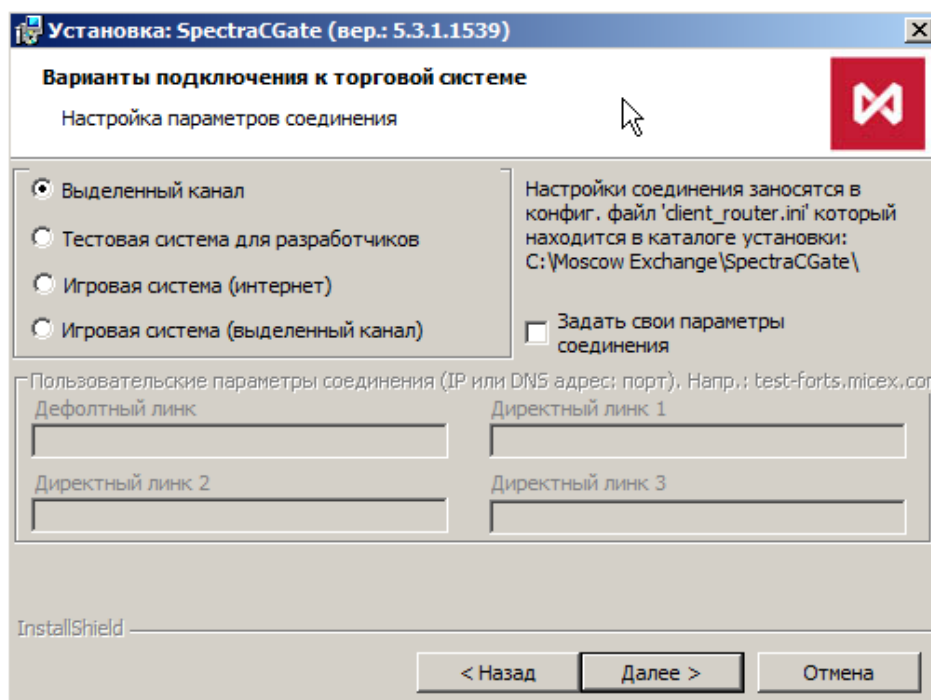 Установка: SpectraCGate (вер.: 5.3.1.1539)
Варианты подключения к торговой системе
Настройка параметров соединения
Выделенный канал
Тестовая система для разработчиков
Игровая система (интернет)
Игровая система (выделенный канал)
Настройки соединения заносятся в
конфиг. файл 'client_router.ini' который
находится в каталоге установки:
C:\Moscow Exchange\SpectraCGate\
Задать свои параметры
соединения
Пользовательские параметры соединения (IP или DNS адрес: порт). Напр.: test-forts.micex.com
Дефолтный линк
Директный линк 1
Директный линк 2
Директный линк 3
InstallShield
< Назад
Далее >
Отмена